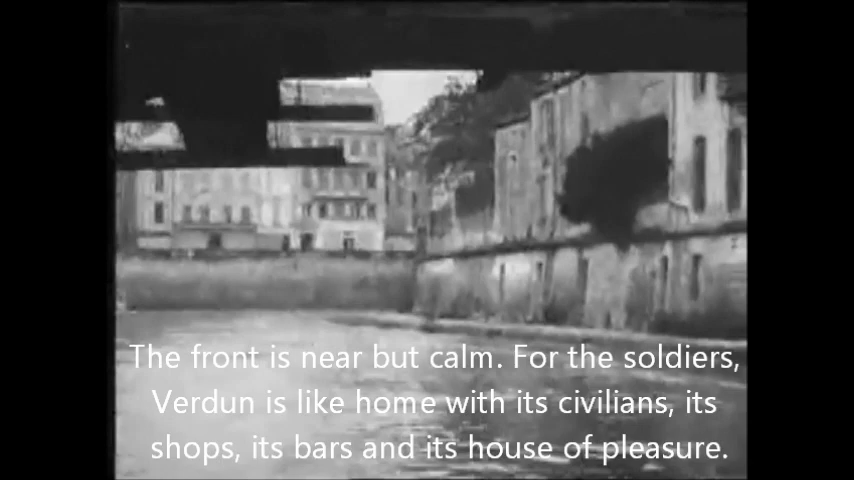 The front is near but calm. For the soldiers,
Verdun is like home with its civilians, its
shops, its bars and its house of pleasure.